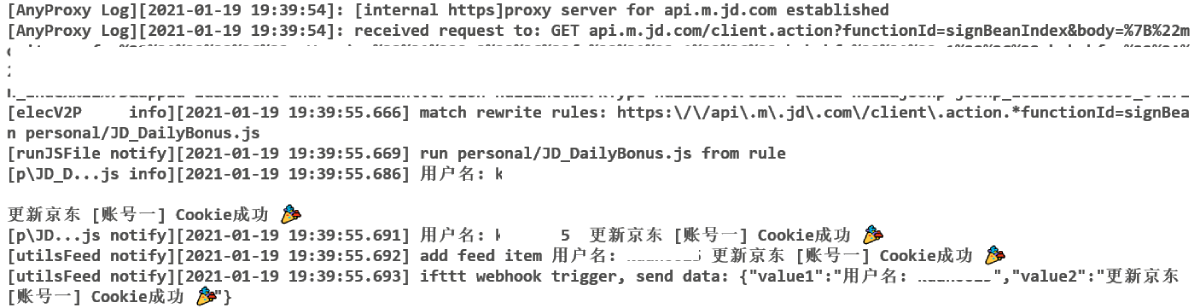 [AnyProxy Log][2021-01-19 19:39:54]: [internal https]proxy server for api.m.jd.com established
[AnyProxy Log][2021-01-19 19:39:54]: received request to: GET api.m.jd.com/client.action?functionId=signBeanIndex&body=%7B%22m
[elecV2P     info][2021-01-19 19:39:55.666] match rewrite rules: https:\/\/api\.m\.jd\.com\/client\.action.*functionId=signBea
n personal/JD_DailyBonus.js
[runJSFile notify][2021-01-19 19:39:55.669] run personal/JD_DailyBonus.js from rule
[p\JD_D...js info][2021-01-19 19:39:55.686] 用户名: k
更新京东 [账号一] Cookie成功 🎉
[p\JD...js notify][2021-01-19 19:39:55.691] 用户名: k 5 更新京东 [账号一] Cookie成功 🎉
[utilsFeed notify][2021-01-19 19:39:55.692] add feed item 用户名: 更新京东 [账号一] Cookie成功 🎉
[utilsFeed notify][2021-01-19 19:39:55.693] ifttt webhook trigger, send data: {"value1":"用户名: ","value2":"更新京东
[账号一] Cookie成功 🎉"}